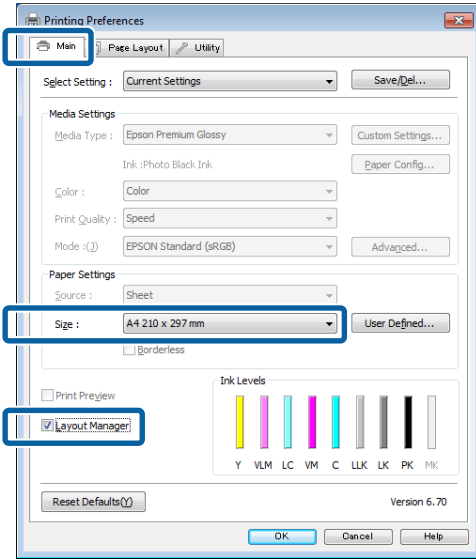 Printing Preferences
Main Page Layout Utility
Select Setting : Current Settings Save/Del...
Media Settings
Media Type : Epson Premium Glossy Custom Settings...
Ink :Photo Black Ink Paper Config...
Color : Color
Print Quality : Speed
Mode :(J) EPSON Standard (sRGB) Advanced...
Paper Settings
Source : Sheet
Size : A4 210 x 297 mm User Defined...
Borderless
Ink Levels
Print Preview
Layout Manager
Y VLM LC VM C LLK LK PK MK
Reset Defaults(Y) Version 6.70
OK Cancel Help